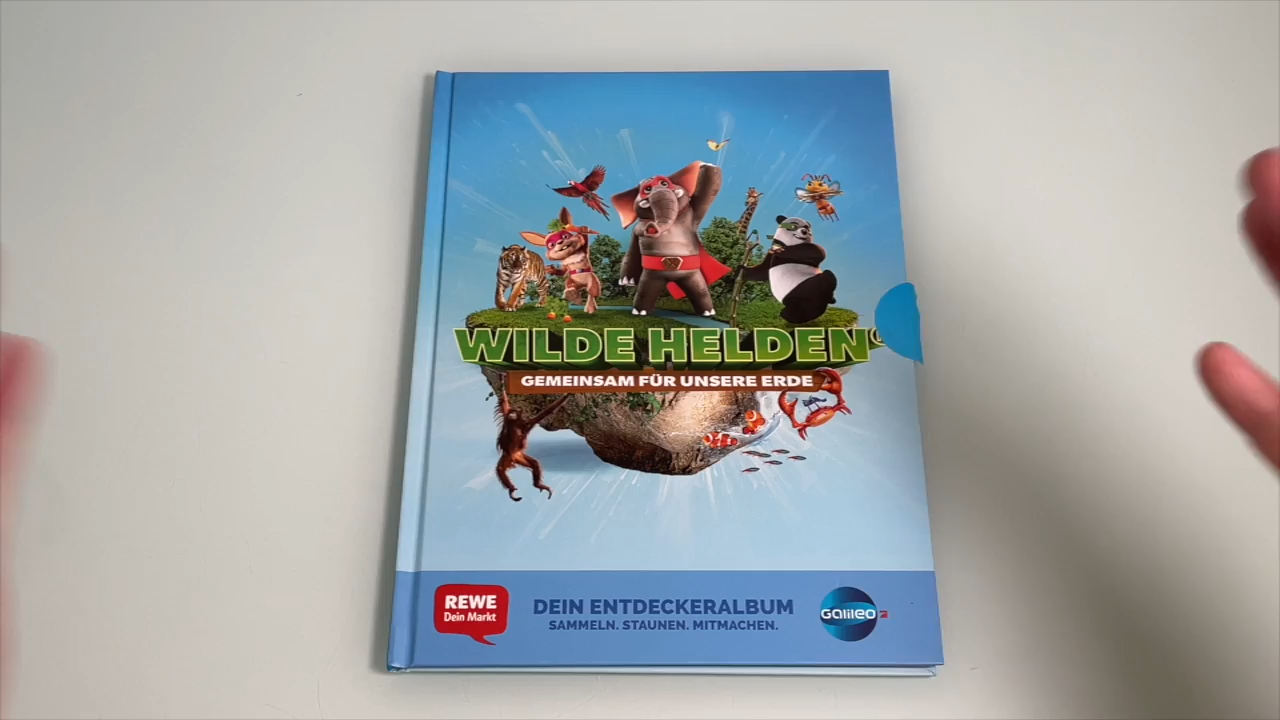 WILDE HELDEN
GEMEINSAM FÜR UNSERE ERDE
REWE
Dein Markt
DEIN ENTDECKERALBUM
SAMMELN. STAUNEN. MITMACHEN.
Galileo